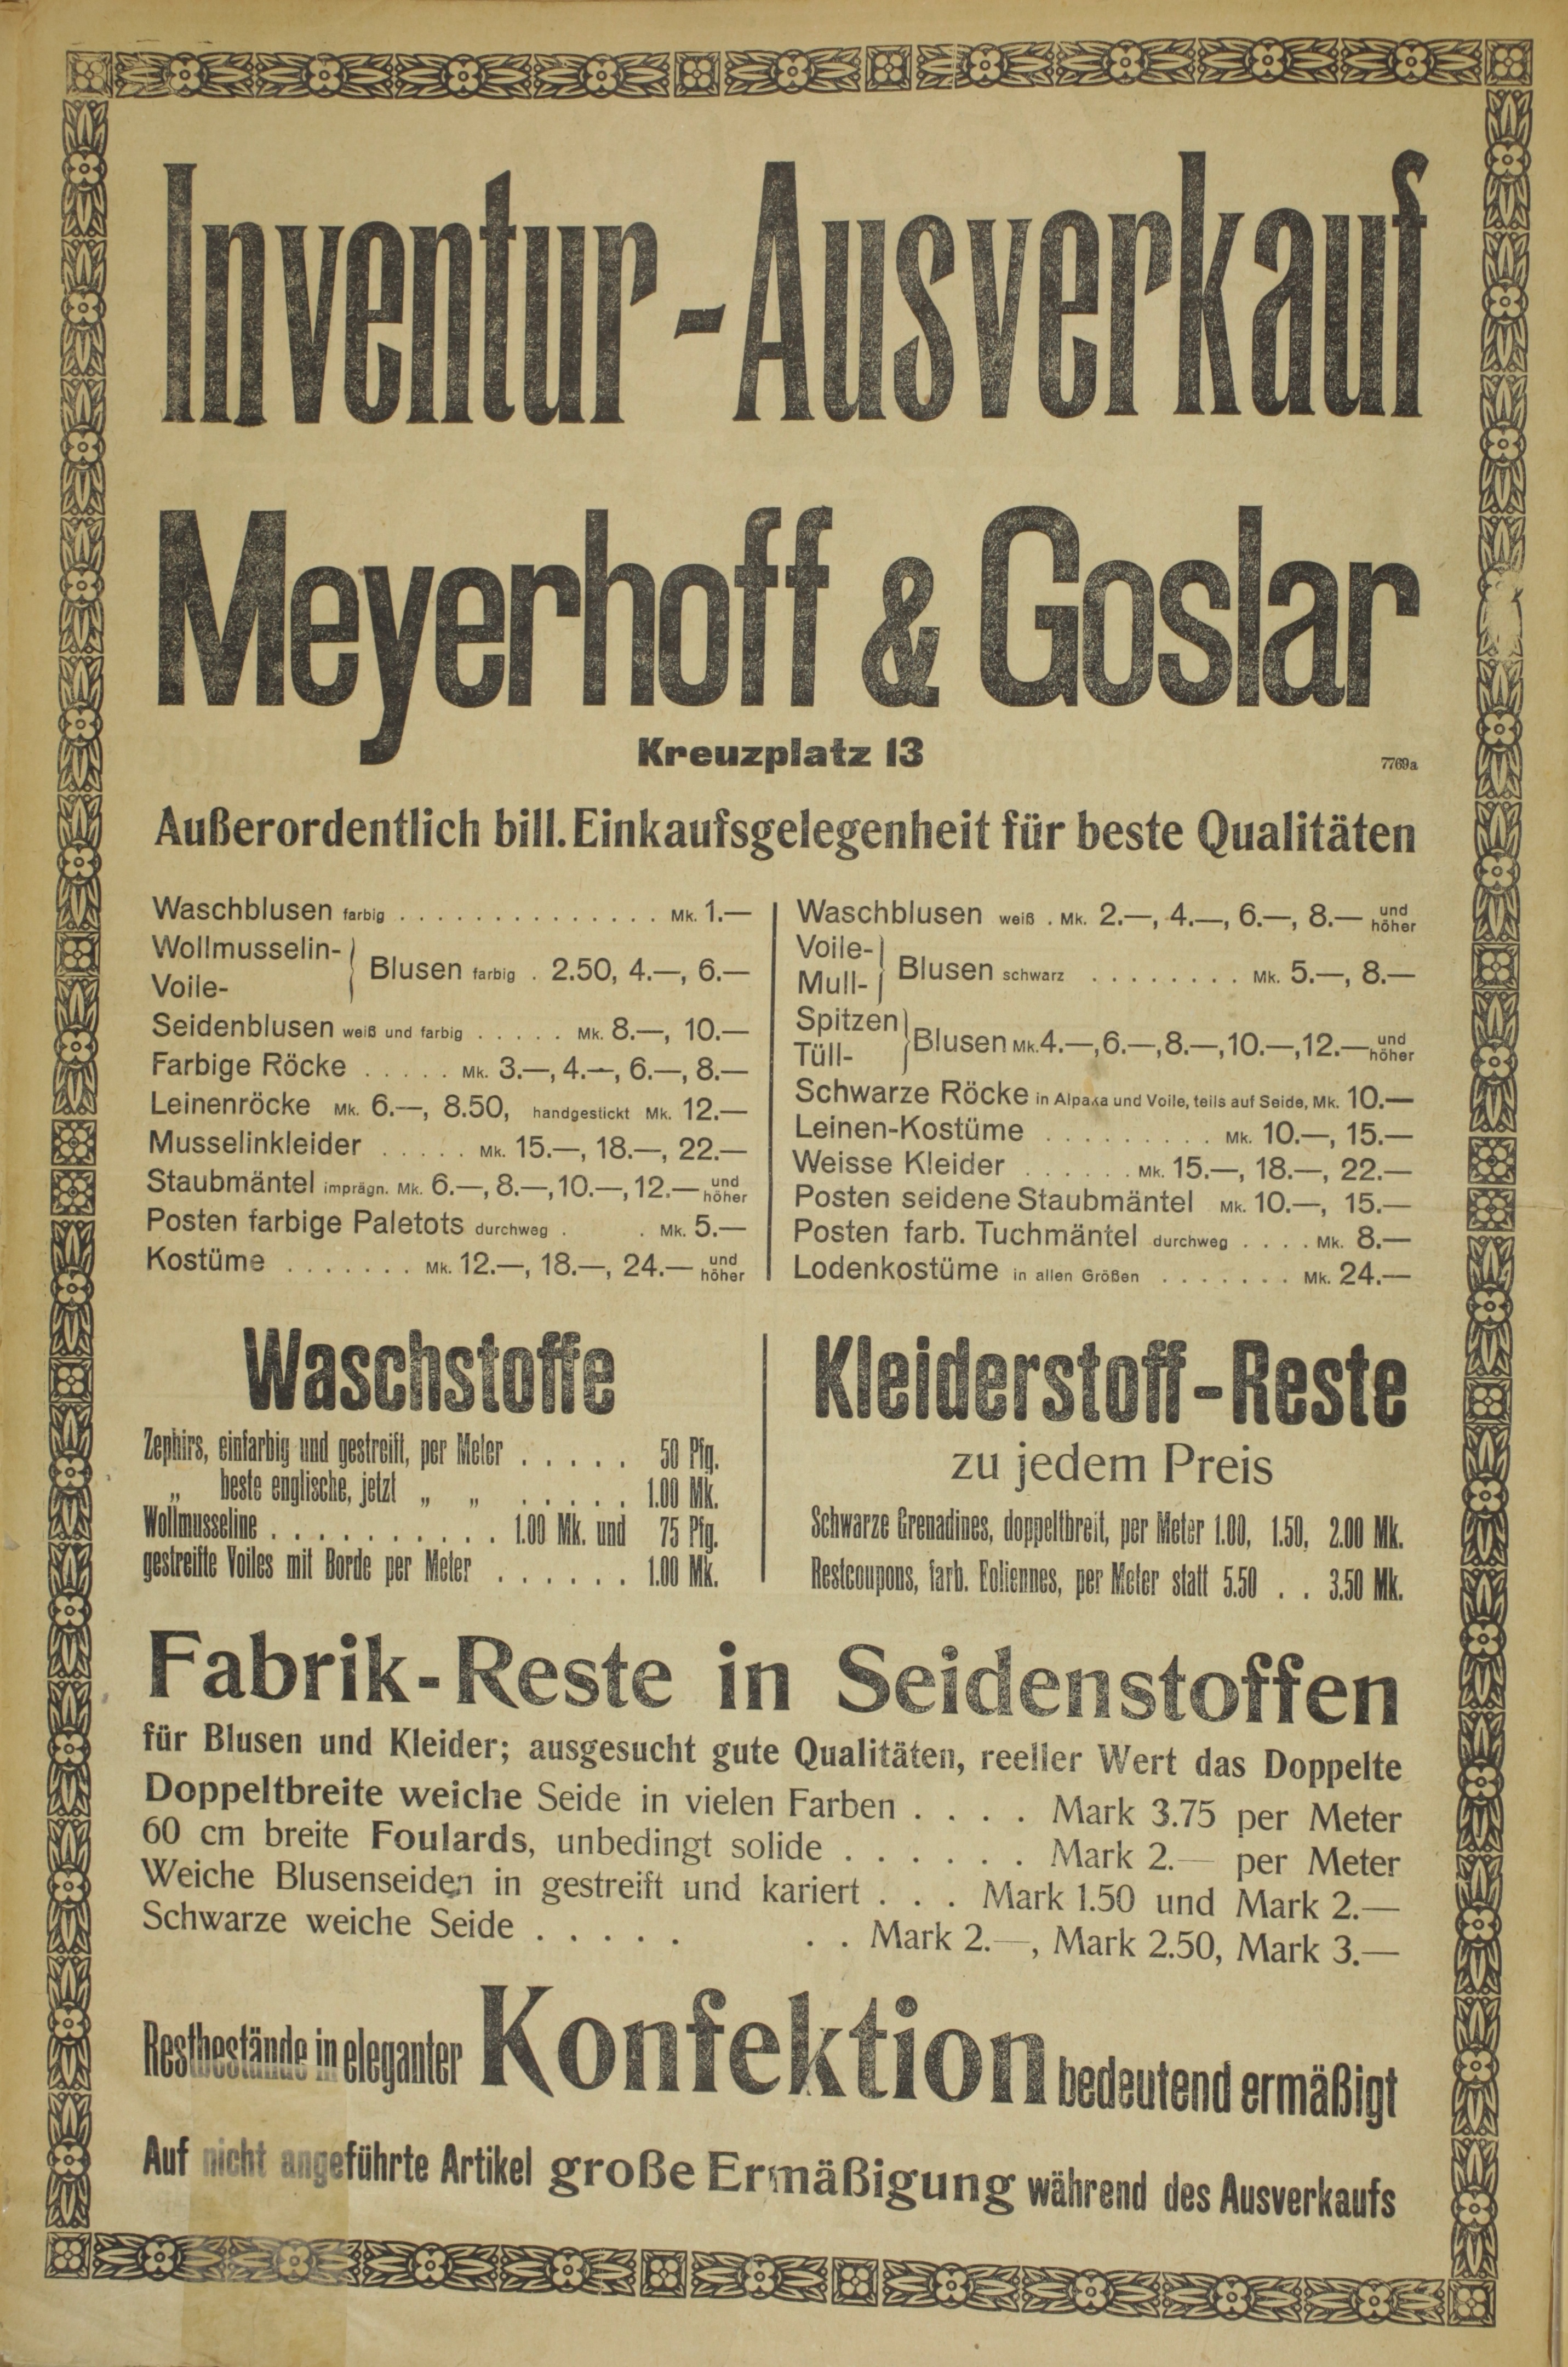 Inventur-Ausverkauf
Meyerhoff & Goslar
Kreuzplatz 13
7769a
Außerordentlich bill. Einkaufsgelegenheit für beste Qualitäten
Waschblusen farbig . . . . . . . . . . . . . . Mk. 1.—
Wollmusselin-
Voile-
Blusen farbig . 2.50, 4.—, 6.—
Seidenblusen weiß und farbig . . . . . Mk. 8.—, 10.—
Farbige Röcke . . . . . Mk. 3.—, 4.—, 6.—, 8.—
Leinenröcke Mk. 6.—, 8.50, handgestickt Mk. 12.—
Musselinkleider . . . . . Mk. 15.—, 18.—, 22.—
Staubmäntel imprägn. Mk. 6.—, 8.—, 10.—, 12.— und höher
Posten farbige Paletots durchweg . . Mk. 5.—
Kostüme . . . . . . . Mk. 12.—, 18.—, 24.— und höher
Waschblusen weiß . Mk. 2.—, 4.—, 6.—, 8.— und höher
Voile-
Mull-
Blusen schwarz . . . . . . . . Mk. 5.—, 8.—
Spitzen
Tüll-
Blusen Mk. 4.—, 6.—, 8.—, 10.—, 12.— und höher
Schwarze Röcke in Alpaka und Voile, teils auf Seide, Mk. 10.—
Leinen-Kostüme . . . . . . . . . Mk. 10.—, 15.—
Weisse Kleider . . . . . . Mk. 15.—, 18.—, 22.—
Posten seidene Staubmäntel Mk. 10.—, 15.—
Posten farb. Tuchmäntel durchweg . . . . Mk. 8.—
Lodenkostüme in allen Größen . . . . . . . Mk. 24.—
Waschstoffe
Zephirs, einfarbig und gestreift, per Meter . . . . . 50 Pfg.
„ beste englische, jetzt „ „ . . . . . 1.00 Mk.
Wollmusseline . . . . . . . . . . 1.00 Mk. und 75 Pfg.
gestreifte Voiles mit Borde per Meter . . . . . . 1.00 Mk.
Kleiderstoff-Reste
zu jedem Preis
Schwarze Grenadines, doppeltbreit, per Meter 1.00, 1.50, 2.00 Mk.
Restcoupons, farb. Eoliennes, per Meter statt 5.50 . . 3.50 Mk.
Fabrik-Reste in Seidenstoffen
für Blusen und Kleider; ausgesucht gute Qualitäten, reeller Wert das Doppelte
Doppeltbreite weiche Seide in vielen Farben . . . . Mark 3.75 per Meter
60 cm breite Foulards, unbedingt solide . . . . . . Mark 2.— per Meter
Weiche Blusenseiden in gestreift und kariert . . . Mark 1.50 und Mark 2.—
Schwarze weiche Seide . . . . . . . Mark 2.—, Mark 2.50, Mark 3.—
Restbestände in eleganter Konfektion bedeutend ermäßigt
Auf nicht angeführte Artikel große Ermäßigung während des Ausverkaufs